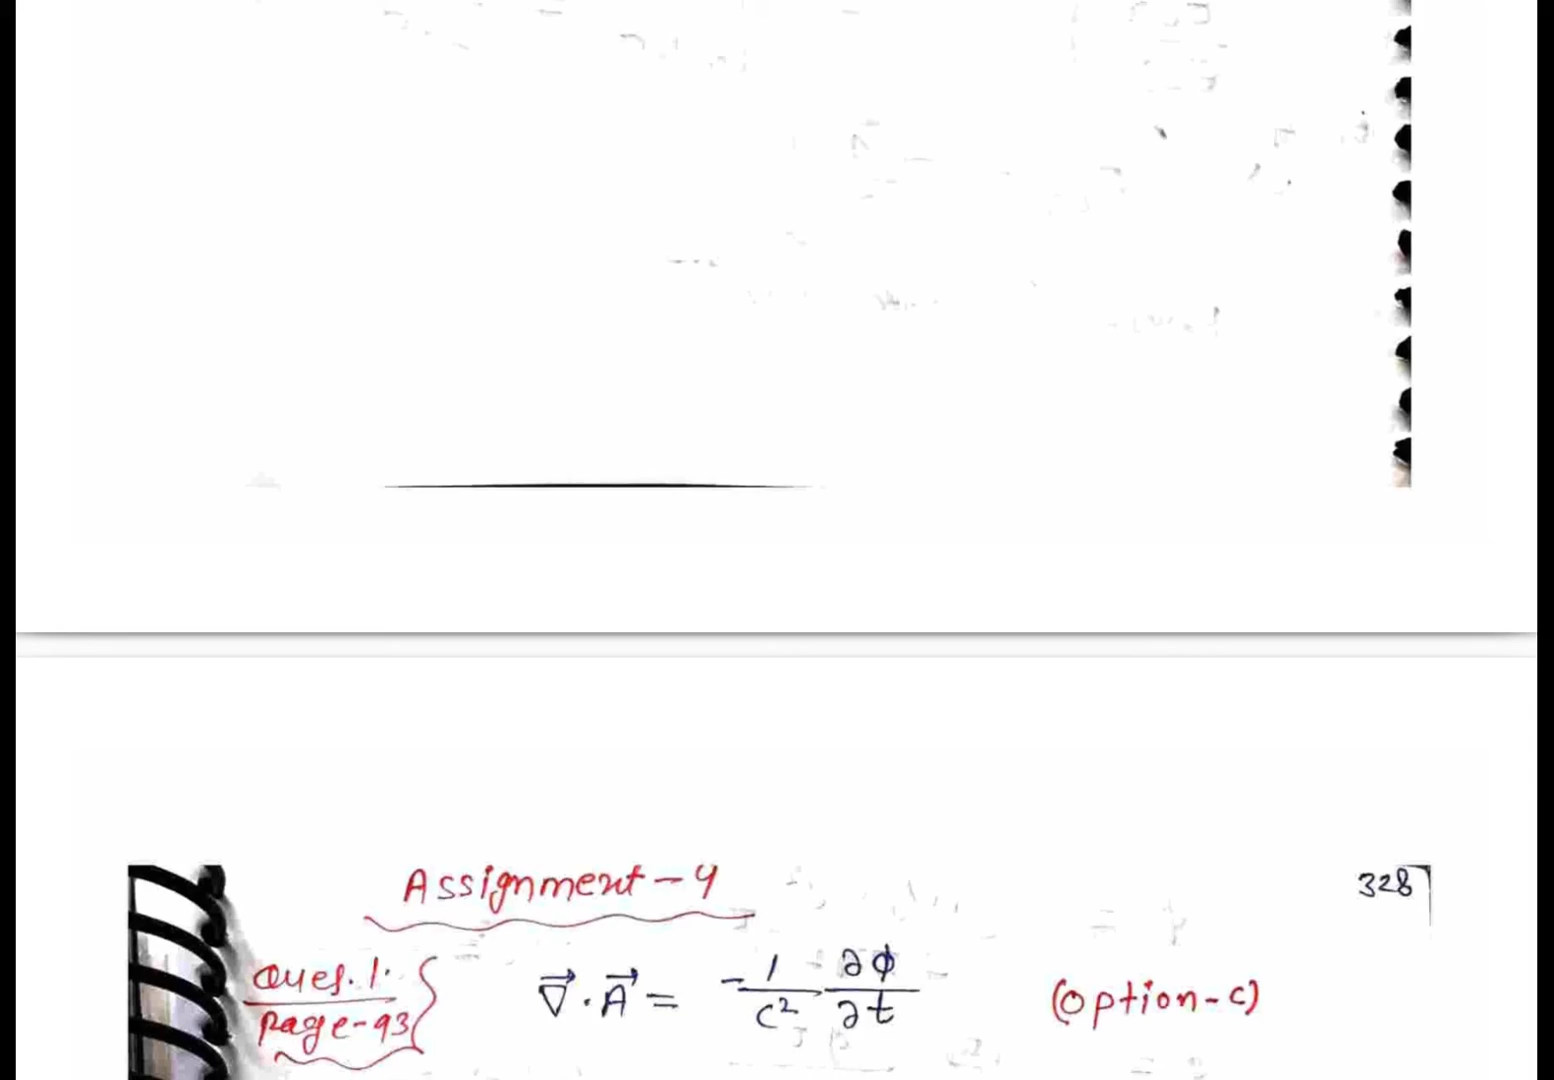 Assignment-4
328
Ques. 1.
Page-93
∇⃗·A⃗ = -1/c² ∂ϕ/∂t (option-c)